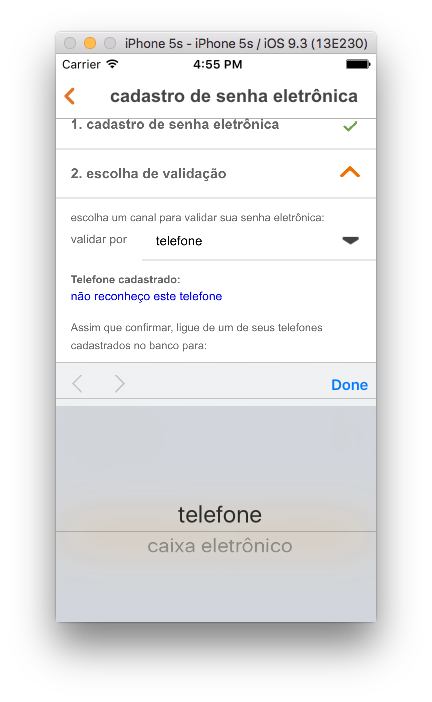 iPhone 5s - iPhone 5s / iOS 9.3 (13E230)
Carrier 4:55 PM
cadastro de senha eletrônica
1. cadastro de senha eletrônica
2. escolha de validação
escolha um canal para validar sua senha eletrônica:
validar por telefone
Telefone cadastrado:
não reconheço este telefone
Assim que confirmar, ligue de um de seus telefones
cadastrados no banco para:
Done
telefone
caixa eletrônico